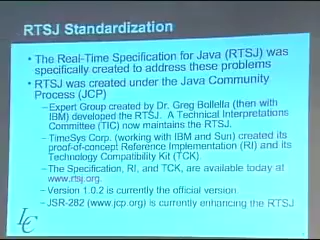 RTSJ Standardization
• The Real-Time Specification for Java (RTSJ) was
specifically created to address these problems
• RTSJ was created under the Java Community
Process (JCP)
– Expert Group created by Dr. Greg Bollella (then with
IBM) developed the RTSJ. A Technical Interpretations
Committee (TIC) now maintains the RTSJ.
– TimeSys Corp. (working with IBM and Sun) created its
proof-of-concept Reference Implementation (RI) and its
Technology Compatibility Kit (TCK).
– The Specification, RI, and TCK, are available today at
www.rtsj.org.
– Version 1.0.2 is currently the official version
– JSR-282 (www.jcp.org) is currently enhancing the RTSJ
LC